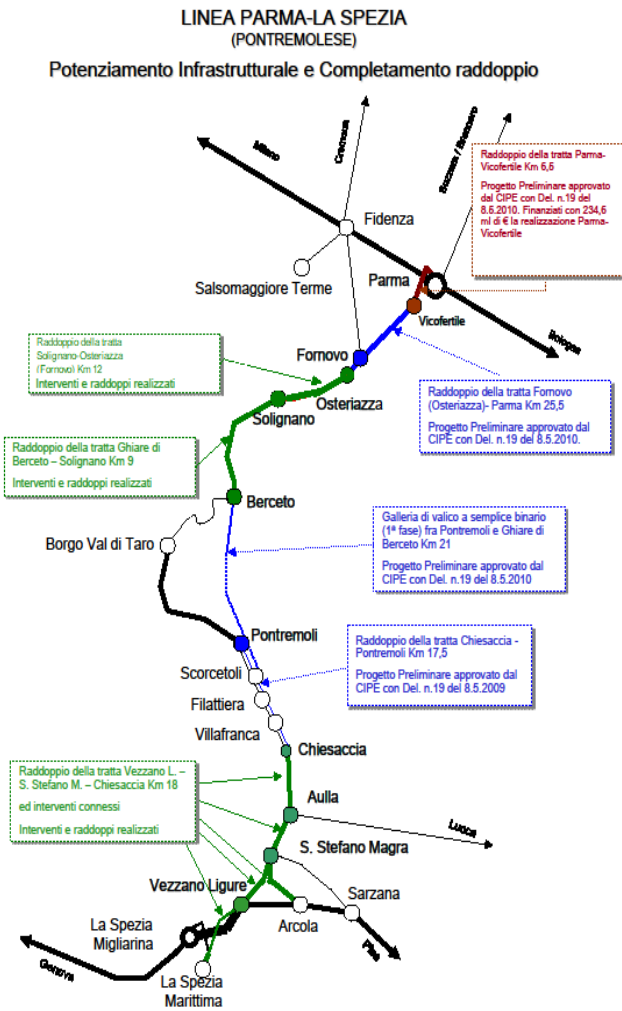 LINEA PARMA-LA SPEZIA
(PONTREMOLESE)
Potenziamento Infrastrutturale e Completamento raddoppio
Milano
Cremona
Bozzano / Brennero
Raddoppio della tratta Parma-
Vicofertile Km 6,5
Progetto Preliminare approvato
dal CIPE con Del. n.19 del
8.5.2010. Finanziati con 234,6
ml di € la realizzazione Parma-
Vicofertile
Fidenza
Salsomaggiore Terme
Parma
Vicofertile
Bologna
Raddoppio della tratta
Solignano-Osteriazza
(Fornovo) Km 12
Interventi e raddoppi realizzati
Fornovo
Osteriazza
Solignano
Raddoppio della tratta Fornovo
(Osteriazza)- Parma Km 25,5
Progetto Preliminare approvato dal
CIPE con Del. n.19 del 8.5.2010.
Raddoppio della tratta Ghiare di
Berceto – Solignano Km 9
Interventi e raddoppi realizzati
Berceto
Borgo Val di Taro
Galleria di valico a semplice binario
(1ª fase) fra Pontremoli e Ghiare di
Berceto Km 21
Progetto Preliminare approvato dal
CIPE con Del. n.19 del 8.5.2010
Pontremoli
Scorcetoli
Filattiera
Villafranca
Raddoppio della tratta Chiesaccia -
Pontremoli Km 17,5
Progetto Preliminare approvato dal
CIPE con Del. n.19 del 8.5.2009
Chiesaccia
Raddoppio della tratta Vezzano L. –
S. Stefano M. – Chiesaccia Km 18
ed interventi connessi
Interventi e raddoppi realizzati
Aulla
Lucca
S. Stefano Magra
Vezzano Ligure
Sarzana
Arcola
La Spezia
Migliarina
Pisa
Genova
La Spezia
Marittima